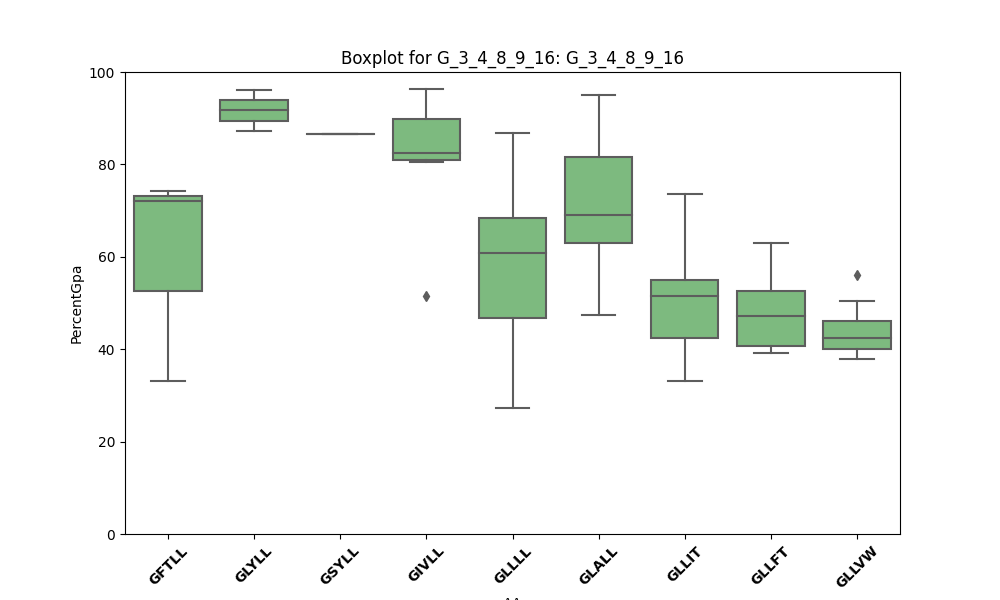 Boxplot for G_3_4_8_9_16: G_3_4_8_9_16
PercentGpa
100
80
60
40
20
0
GFTLL
GLYLL
GSYLL
GIVLL
GLLLL
GLALL
GLLIT
GLLFT
GLLVW